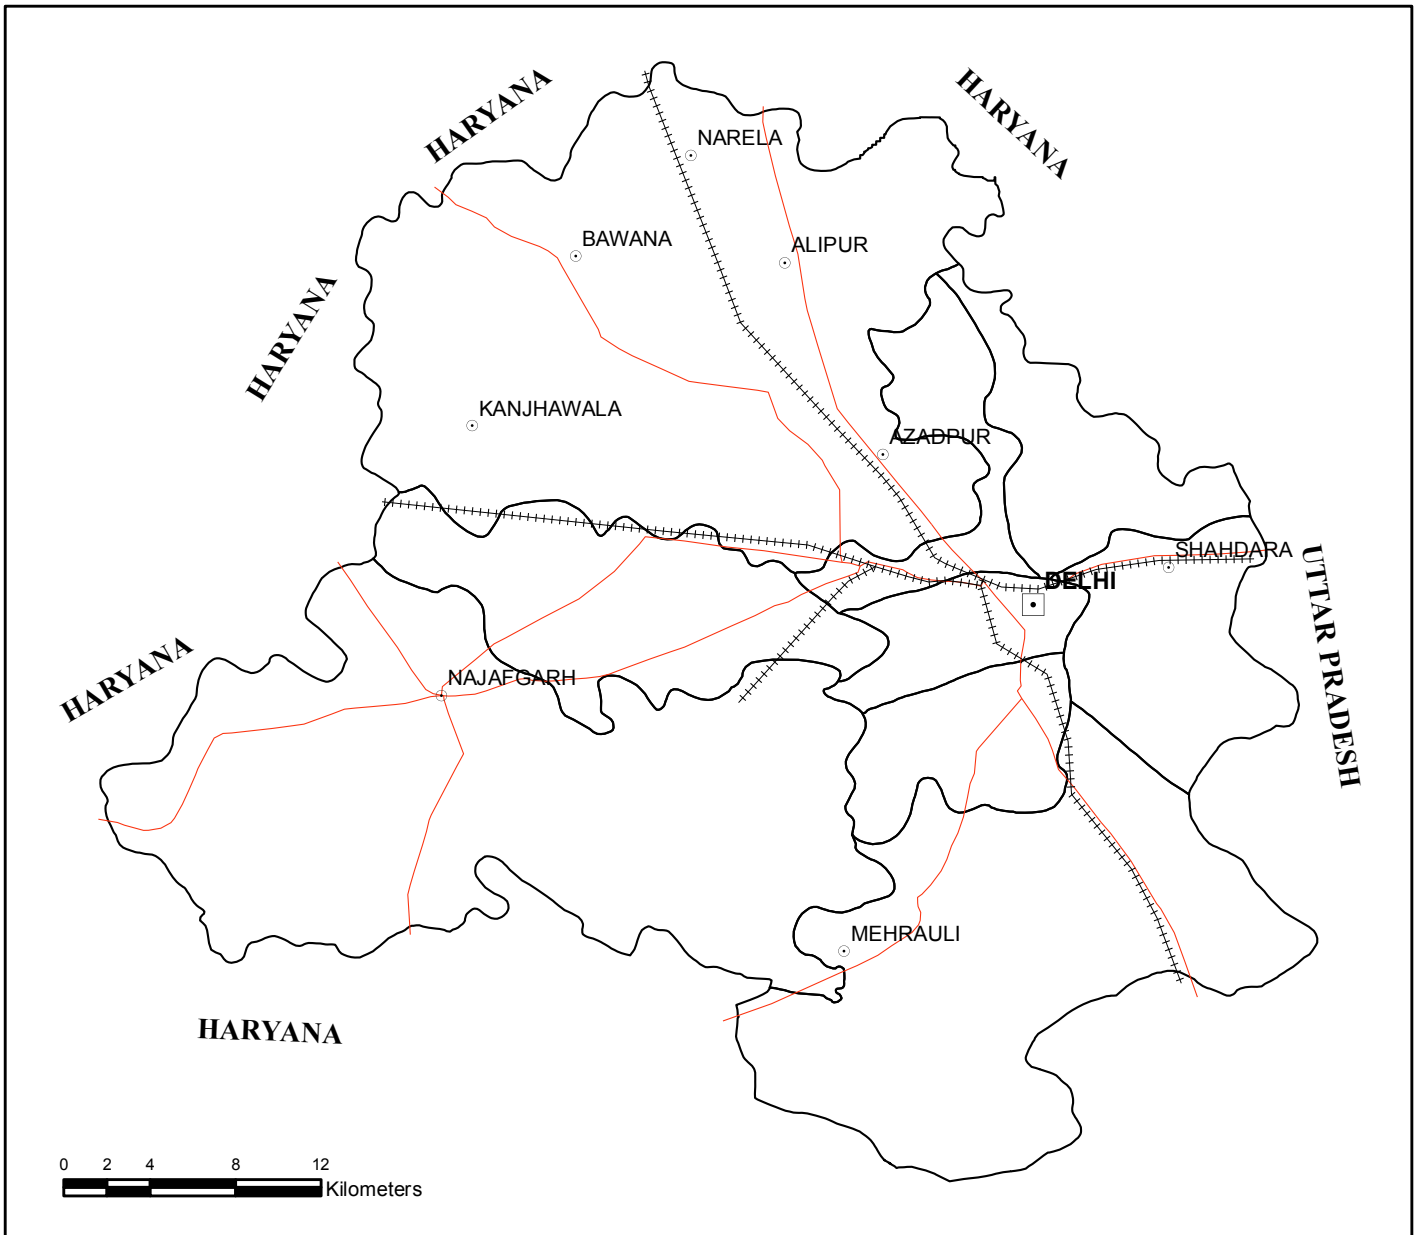 HARYANA
HARYANA
NARELA
BAWANA
ALIPUR
HARYANA
KANJHAWALA
AZADPUR
SHAHDARA
DELHI
UTTAR PRADESH
HARYANA
NAJAFGARH
MEHRAULI
HARYANA
0 2 4 8 12
Kilometers